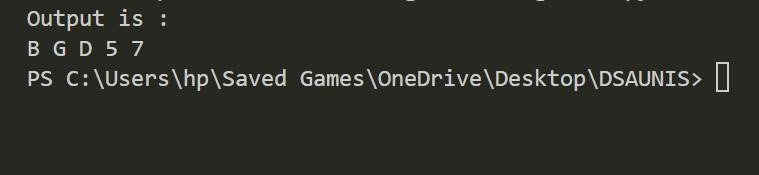 Output is :
B G D 5 7
PS C:\Users\hp\Saved Games\OneDrive\Desktop\DSAUNIS>